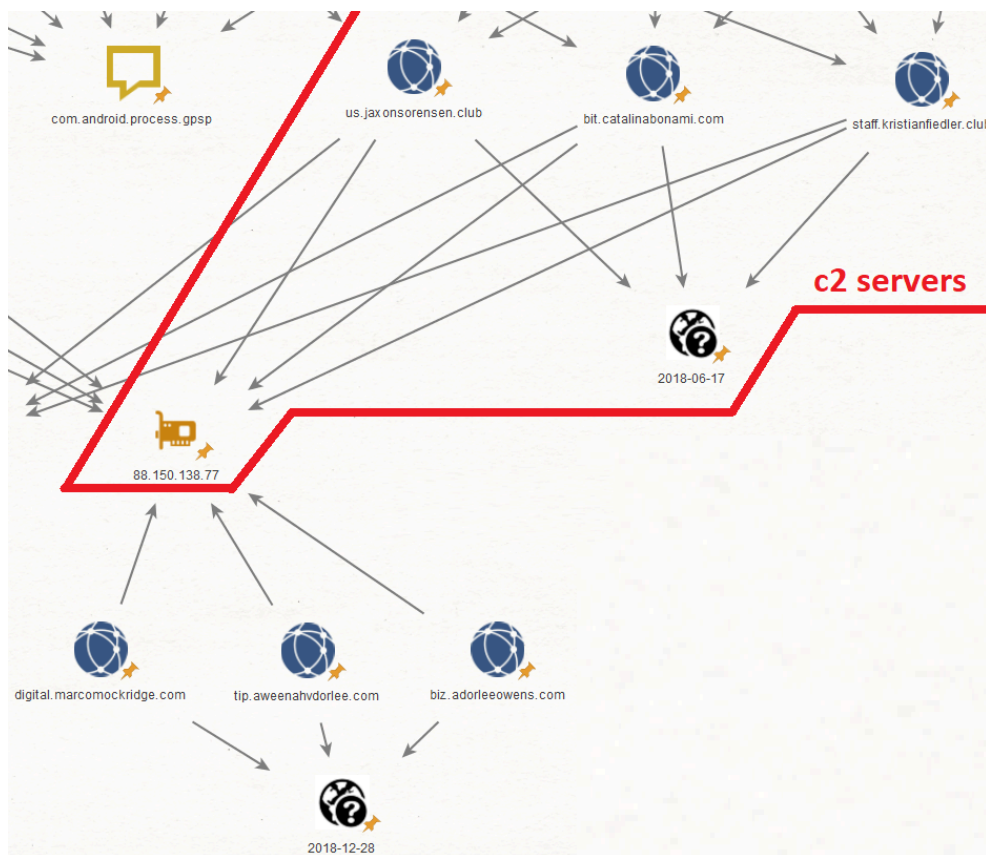 com.android.process.gpsp
us.jaxonsorensen.club
bit.catalinabonami.com
staff.kristianfiedler.club
c2 servers
2018-06-17
88.150.138.77
digital.marcomockridge.com
tip.aweenahvdorlee.com
biz.adorleeowens.com
2018-12-28